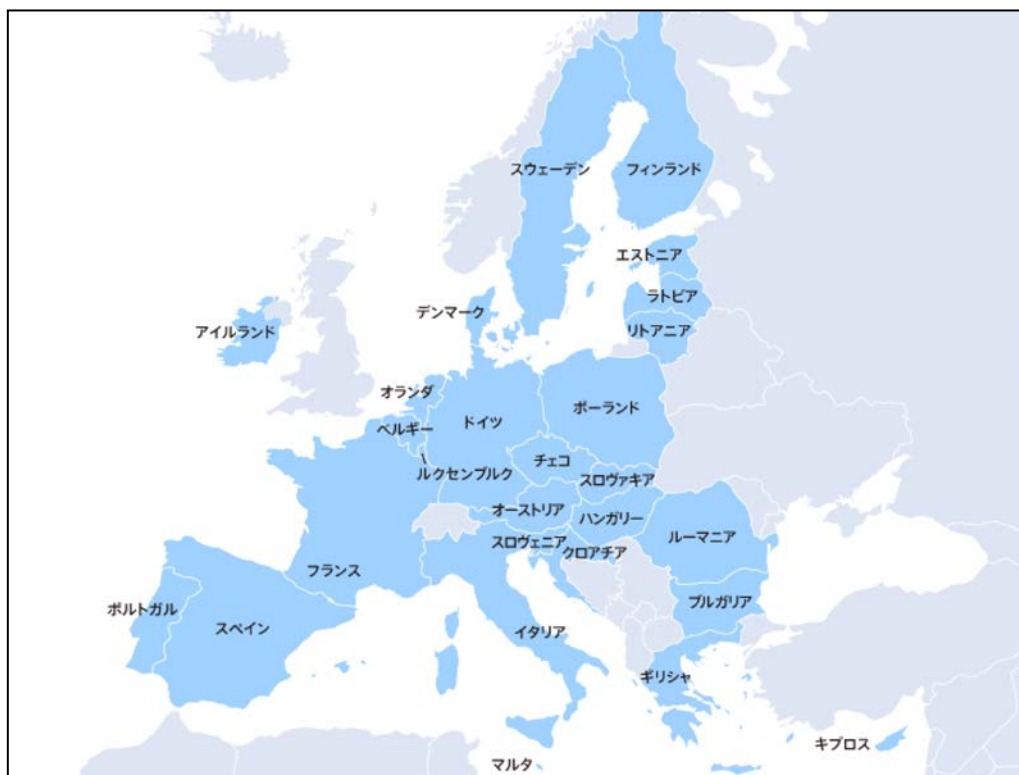 スウェーデン
フィンランド
エストニア
ラトビア
デンマーク
リトアニア
アイルランド
オランダ
ポーランド
ドイツ
ベルギー
チェコ
ルクセンブルク
スロヴァキア
オーストリア
ハンガリー
ルーマニア
スロヴェニア
クロアチア
フランス
ブルガリア
ポルトガル
スペイン
イタリア
ギリシャ
キプロス
マルタ